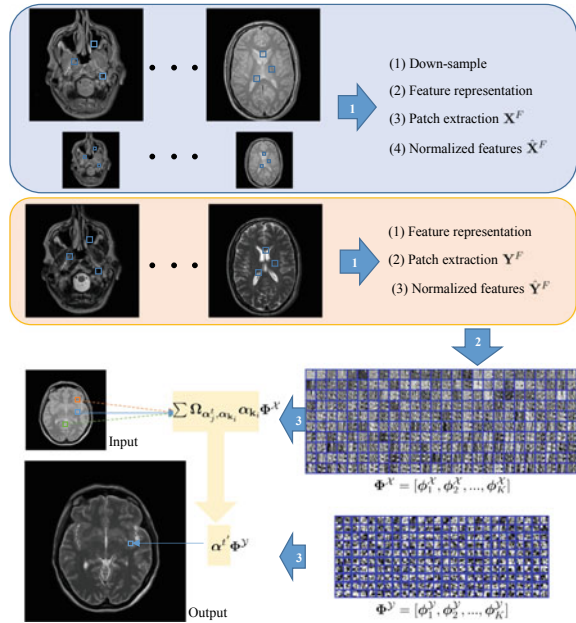 1
(1) Down-sample
(2) Feature representation
(3) Patch extraction X^F
(4) Normalized features X̂^F
1
(1) Feature representation
(2) Patch extraction Y^F
(3) Normalized features Ŷ^F
2
Input
∑ Ω_{α_j^t, α_{k_i}} α_{k_i} Φ^𝒳
3
Φ^𝒳 = [ϕ_1^𝒳, ϕ_2^𝒳, ..., ϕ_K^𝒳]
α^{t'} Φ^𝒴
3
Output
Φ^𝒴 = [ϕ_1^𝒴, ϕ_2^𝒴, ..., ϕ_K^𝒴]